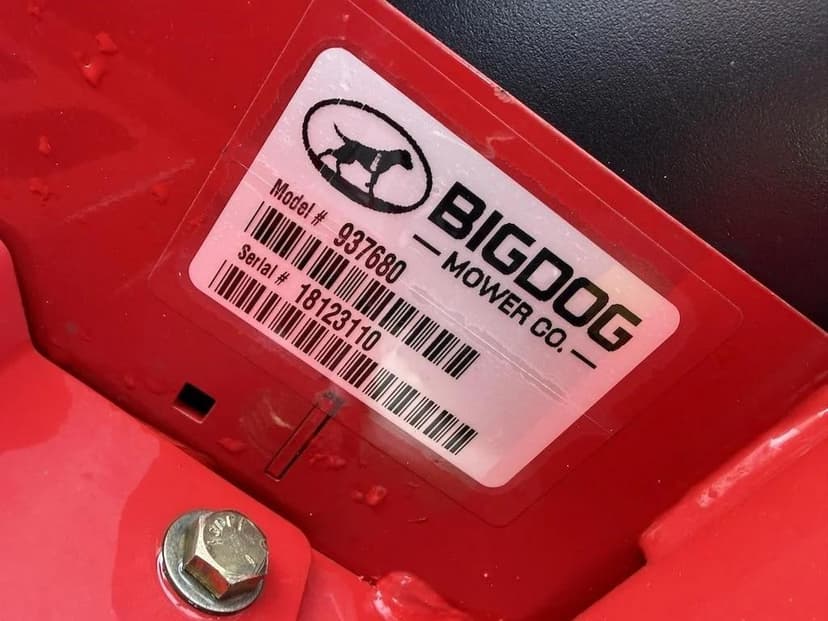 BIGDOG
— MOWER CO. —
Model # 937680
Serial # 18123110